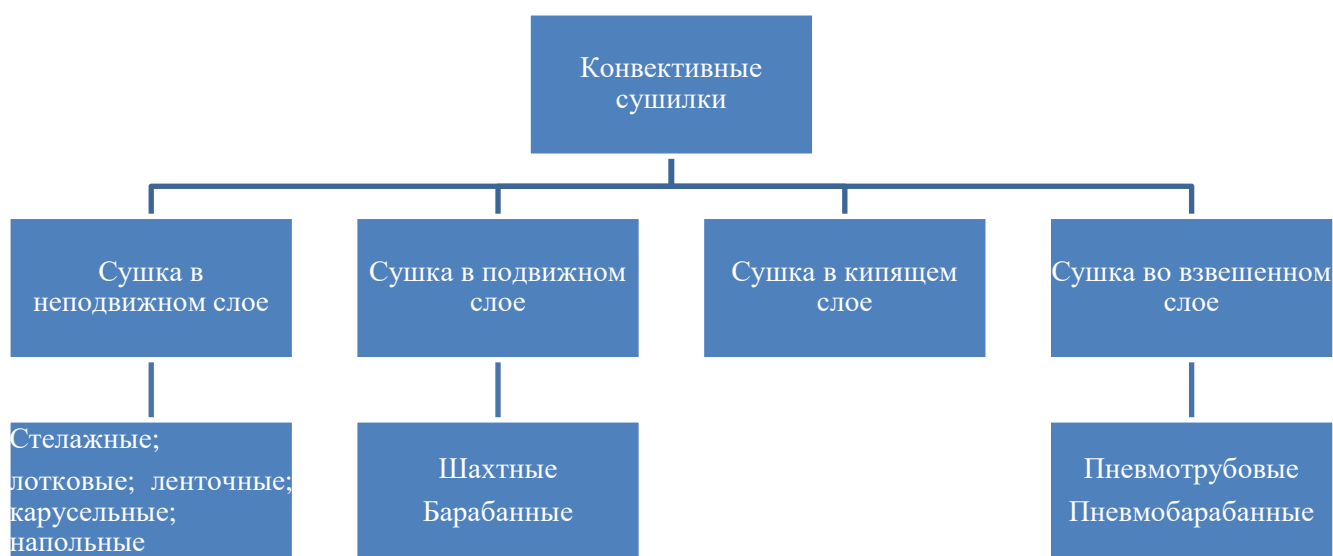 Конвективные
сушилки
Сушка в
неподвижном слое
Сушка в подвижном
слое
Сушка в кипящем
слое
Сушка во взвешенном
слое
Стелажные;
лотковые; ленточные;
карусельные;
напольные
Шахтные
Барабанные
Пневмотрубовые
Пневмобарабанные